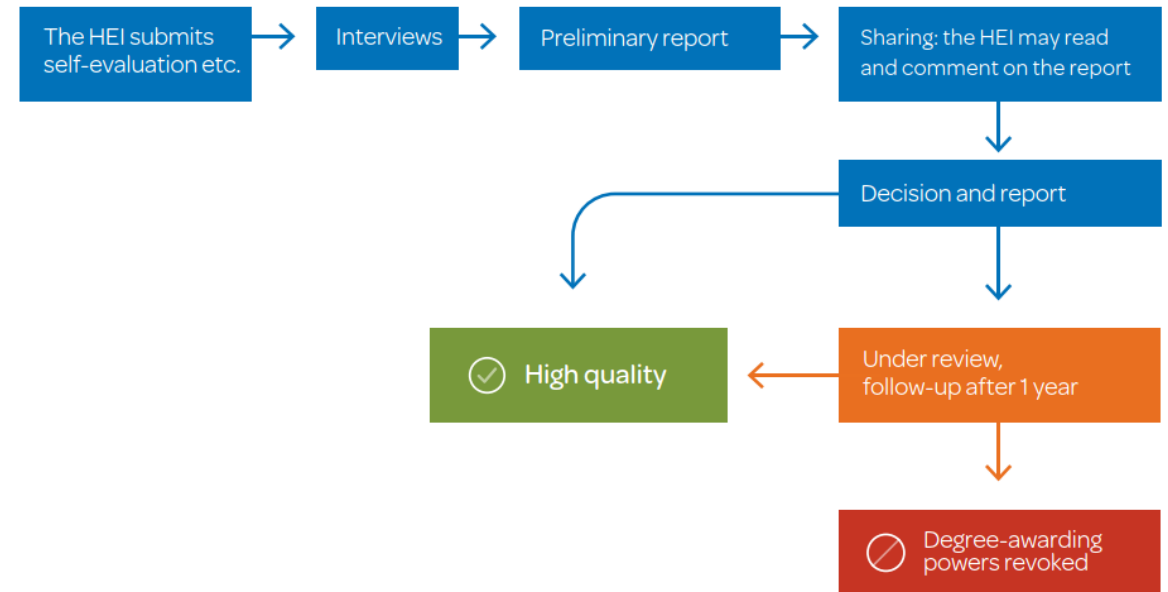 The HEI submits
self-evaluation etc.
Interviews
Preliminary report
Sharing: the HEI may read
and comment on the report
Decision and report
High quality
Under review,
follow-up after 1 year
Degree-awarding
powers revoked